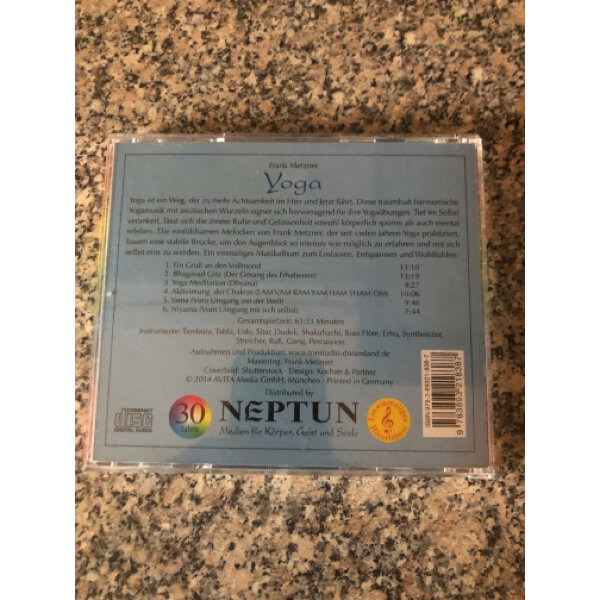 Frank Metzner
Yoga
Yoga ist ein Weg, der zu mehr Achtsamkeit im Hier und Jetzt führt. Diese traumhaft harmonische
Yogamusik mit asiatischen Wurzeln eignet sich hervorragend für ihre Yogaübungen. Tief im Selbst
verankert, lässt sich die innere Ruhe und Gelassenheit sowohl körperlich spüren als auch mental
erleben. Die einfühlsamen Melodien von Frank Metzner, der seit vielen Jahren Yoga praktiziert,
bauen eine stabile Brücke, um den Augenblick so intensiv wie möglich zu erfahren und mit sich
selbst eins zu werden. Ein einmaliges Musikalbum zum Loslassen, Entspannen und Wohlfühlen.
1. Ein Gruß an den Vollmond 13:10
2. Bhagavad Gita (Der Gesang des Erhabenen) 13:19
3. Yoga Meditation (Dhyana) 9:27
4. Aktivierung der Chakras (LAM VAM RAM YAM HAM SHAM OM) 10:06
5. Yama (Vom Umgang mit der Welt) 9:46
6. Niyama (Vom Umgang mit sich selbst) 7:44
Gesamtspielzeit: 63:33 Minuten
Instrumente: Tambura, Tabla, Udu, Sitar, Duduk, Shakuhachi, Xiao Flöte, Erhu, Synthesizer,
Streicher, Bali, Gong, Percussion
Aufnahmen und Produktion: www.tomstudio-dreamland.de
Mastering: Frank Metzner
Coverbild: Shutterstock · Design: Kochan & Partner
© 2014 AVITA Media GmbH, München · Printed in Germany
Distributed by
COMPACT
disc
DIGITAL AUDIO
30
Jahre
NEPTUN
Medien für Körper, Geist und Seele
Ein einmaliges
Hörerlebnis